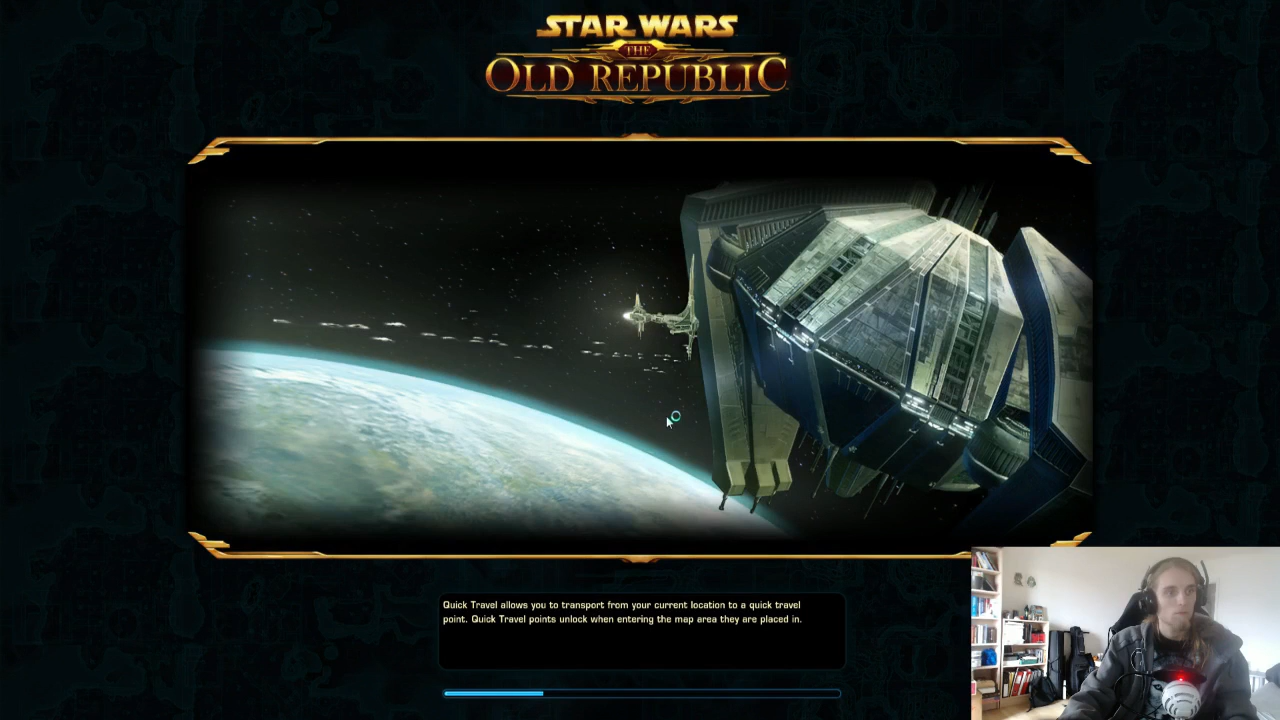 STAR WARS
THE
OLD REPUBLIC
Quick Travel allows you to transport from your current location to a quick travel
point. Quick Travel points unlock when entering the map area they are placed in.